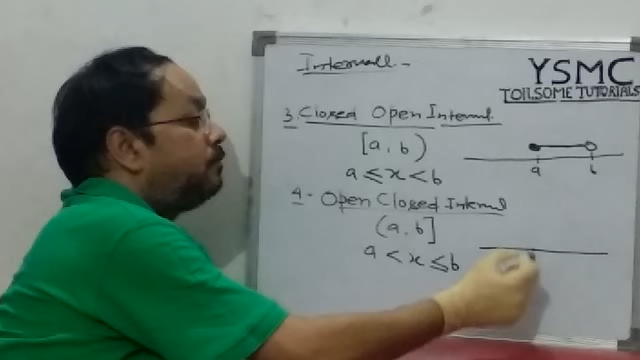 Intervall -
YSMC
TOILSOME TUTORIALS
3. Closed Open Interval.
[a, b)
a ≤ x < b
a b
4 - Open Closed Interval
(a, b]
a < x ≤ b